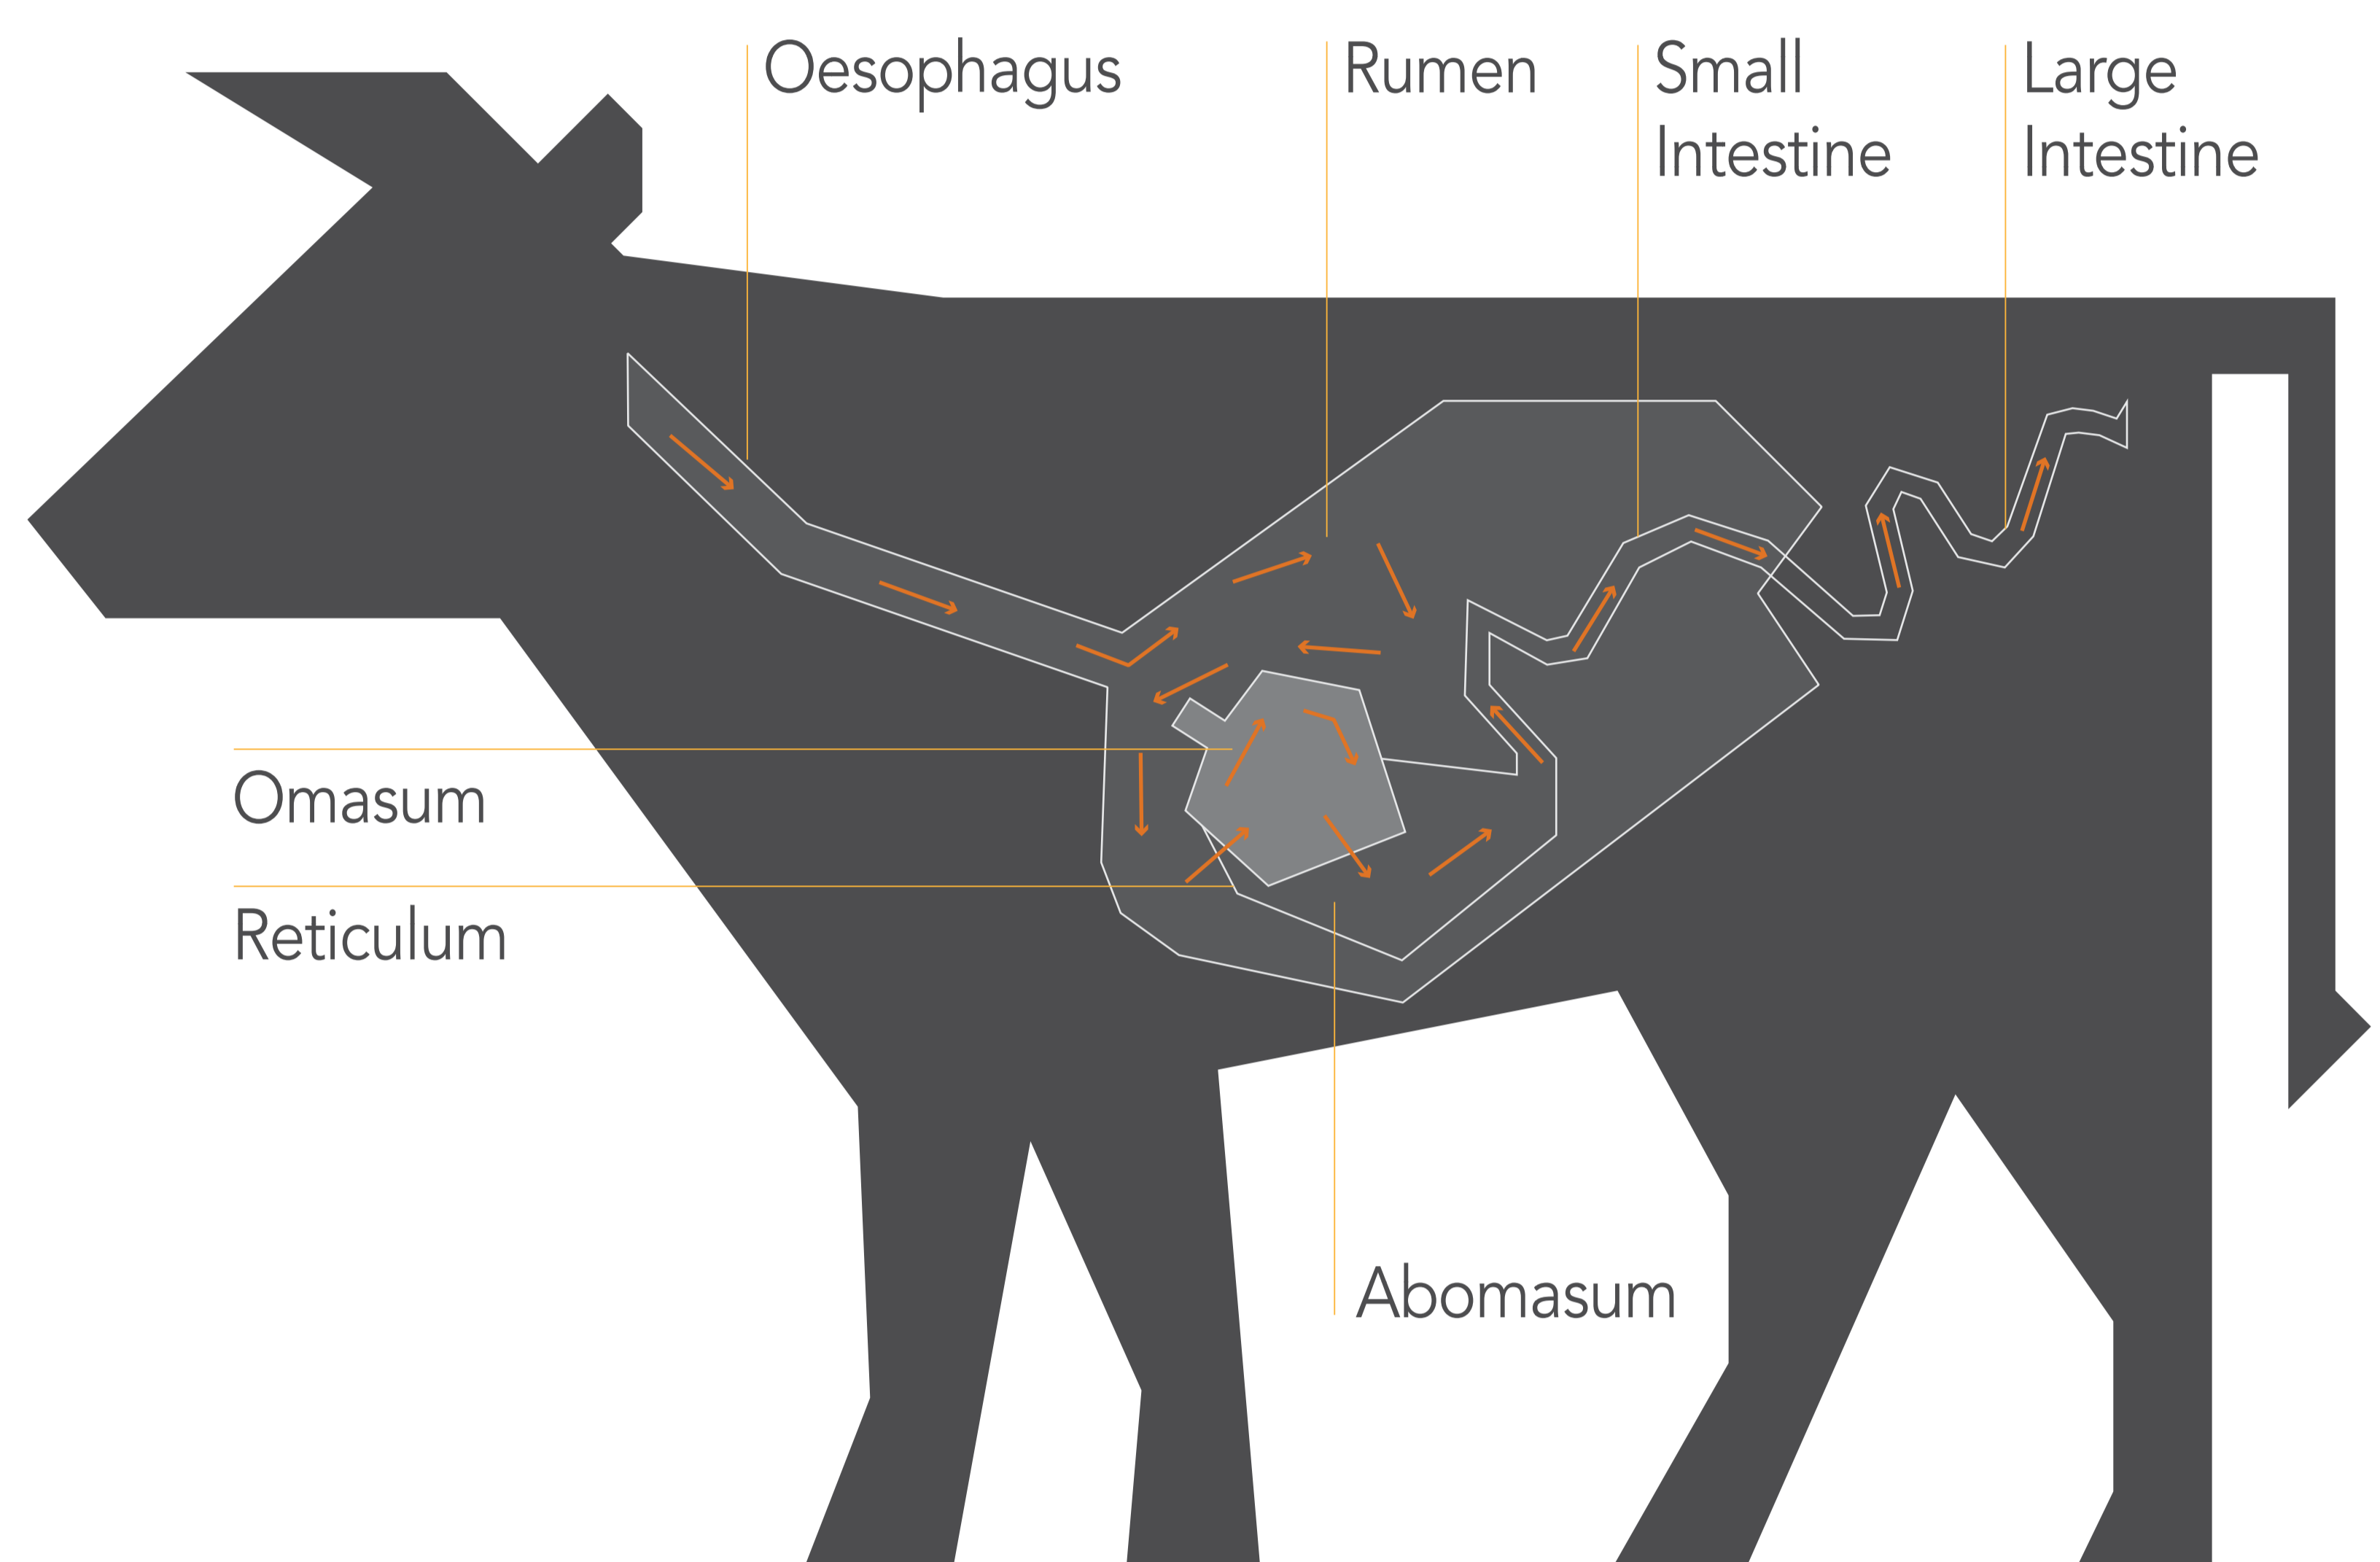 Oesophagus
Rumen
Small
Intestine
Large
Intestine
Omasum
Reticulum
Abomasum